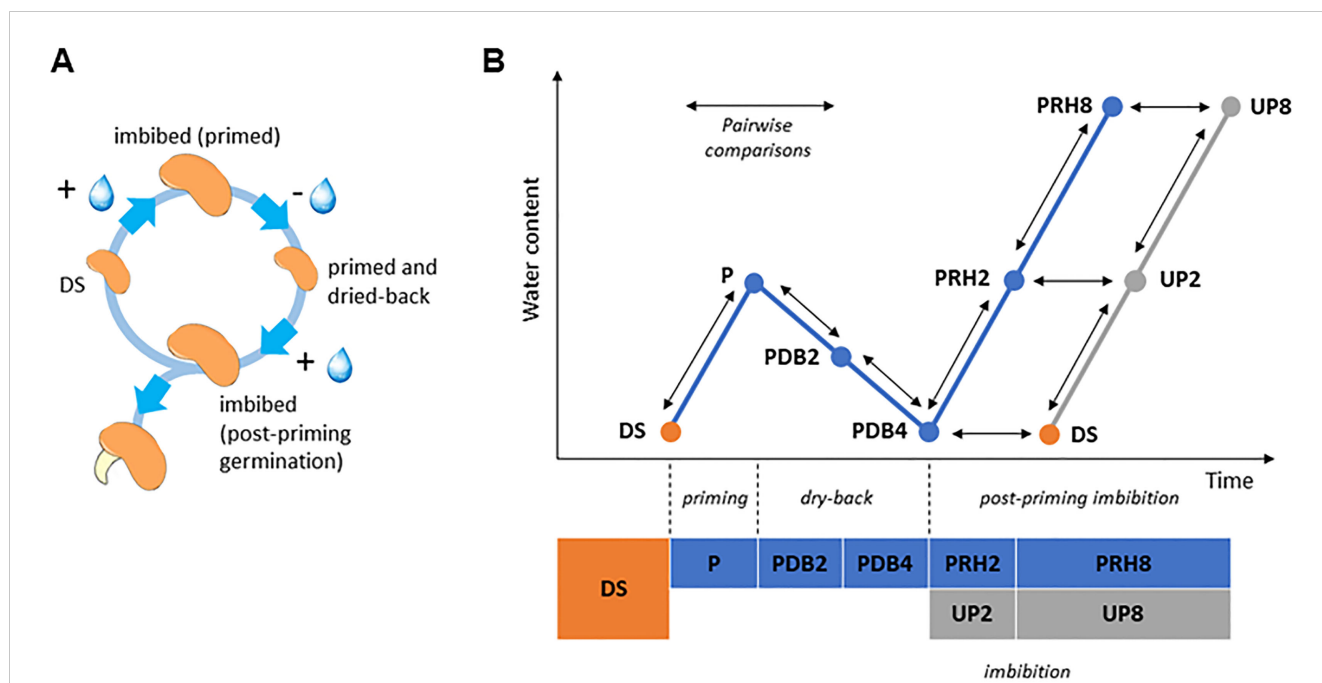 A
imbibed (primed)
+
-
DS
primed and
dried-back
+
imbibed
(post-priming
germination)
B
Water content
Pairwise
comparisons
PRH8
UP8
P
PRH2
UP2
PDB2
DS
PDB4
DS
Time
priming
dry-back
post-priming imbibition
DS
P
PDB2
PDB4
PRH2
PRH8
UP2
UP8
imbibition